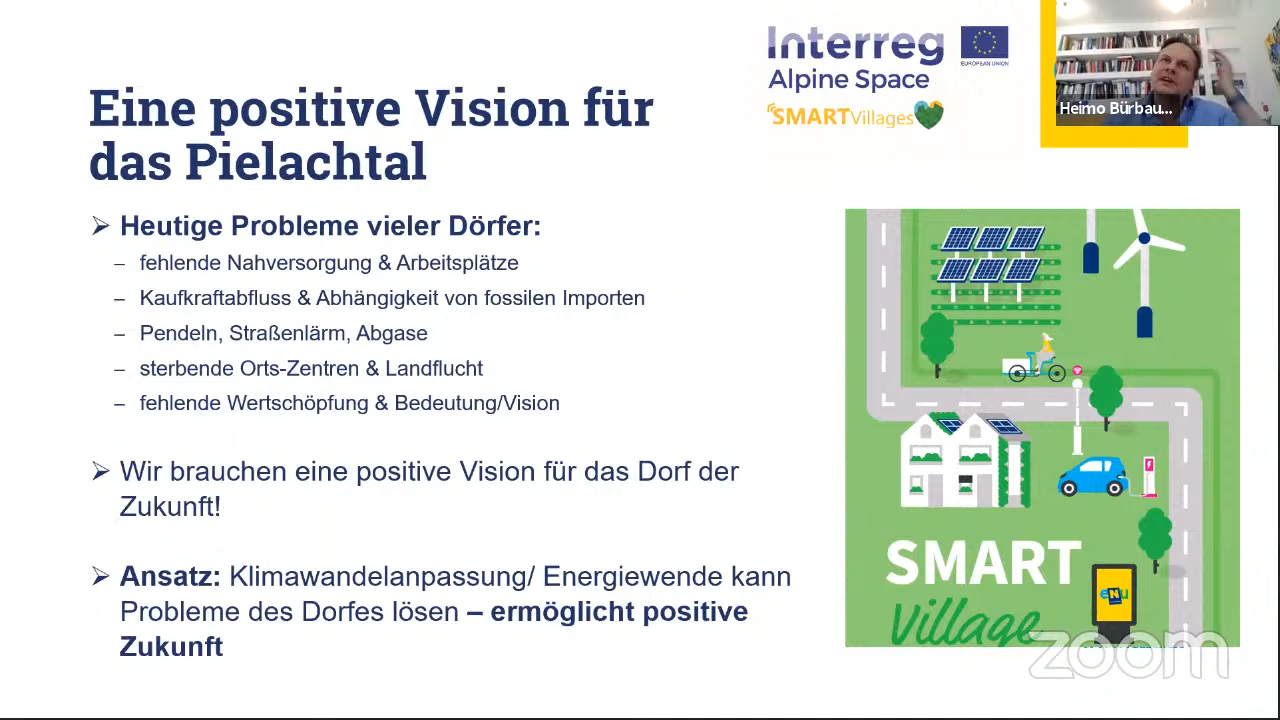 Interreg
EUROPEAN UNION
Alpine Space
SMARTVillages
Heimo Bürbau...
Eine positive Vision für
das Pielachtal
Heutige Probleme vieler Dörfer:
– fehlende Nahversorgung & Arbeitsplätze
– Kaufkraftabfluss & Abhängigkeit von fossilen Importen
– Pendeln, Straßenlärm, Abgase
– sterbende Orts-Zentren & Landflucht
– fehlende Wertschöpfung & Bedeutung/Vision
Wir brauchen eine positive Vision für das Dorf der
Zukunft!
Ansatz: Klimawandelanpassung/ Energiewende kann
Probleme des Dorfes lösen – ermöglicht positive
Zukunft
SMART
Village
eNu
zoom